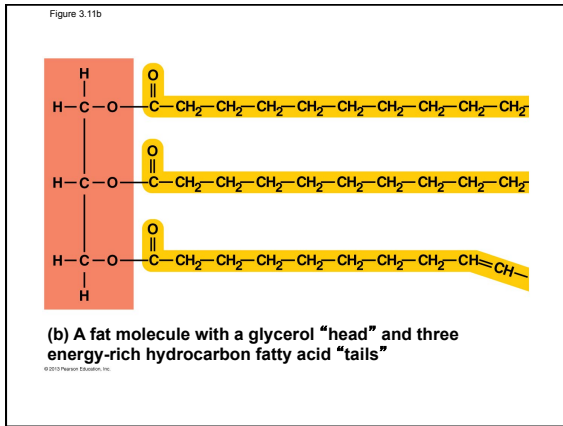 Figure 3.11b
H O
H–C–O–C–CH₂–CH₂–CH₂–CH₂–CH₂–CH₂–CH₂–CH₂–CH₂–
O
H–C–O–C–CH₂–CH₂–CH₂–CH₂–CH₂–CH₂–CH₂–CH₂–CH₂–
O
H–C–O–C–CH₂–CH₂–CH₂–CH₂–CH₂–CH₂–CH₂–CH=CH–
H
(b) A fat molecule with a glycerol “head” and three
energy-rich hydrocarbon fatty acid “tails”
© 2013 Pearson Education, Inc.